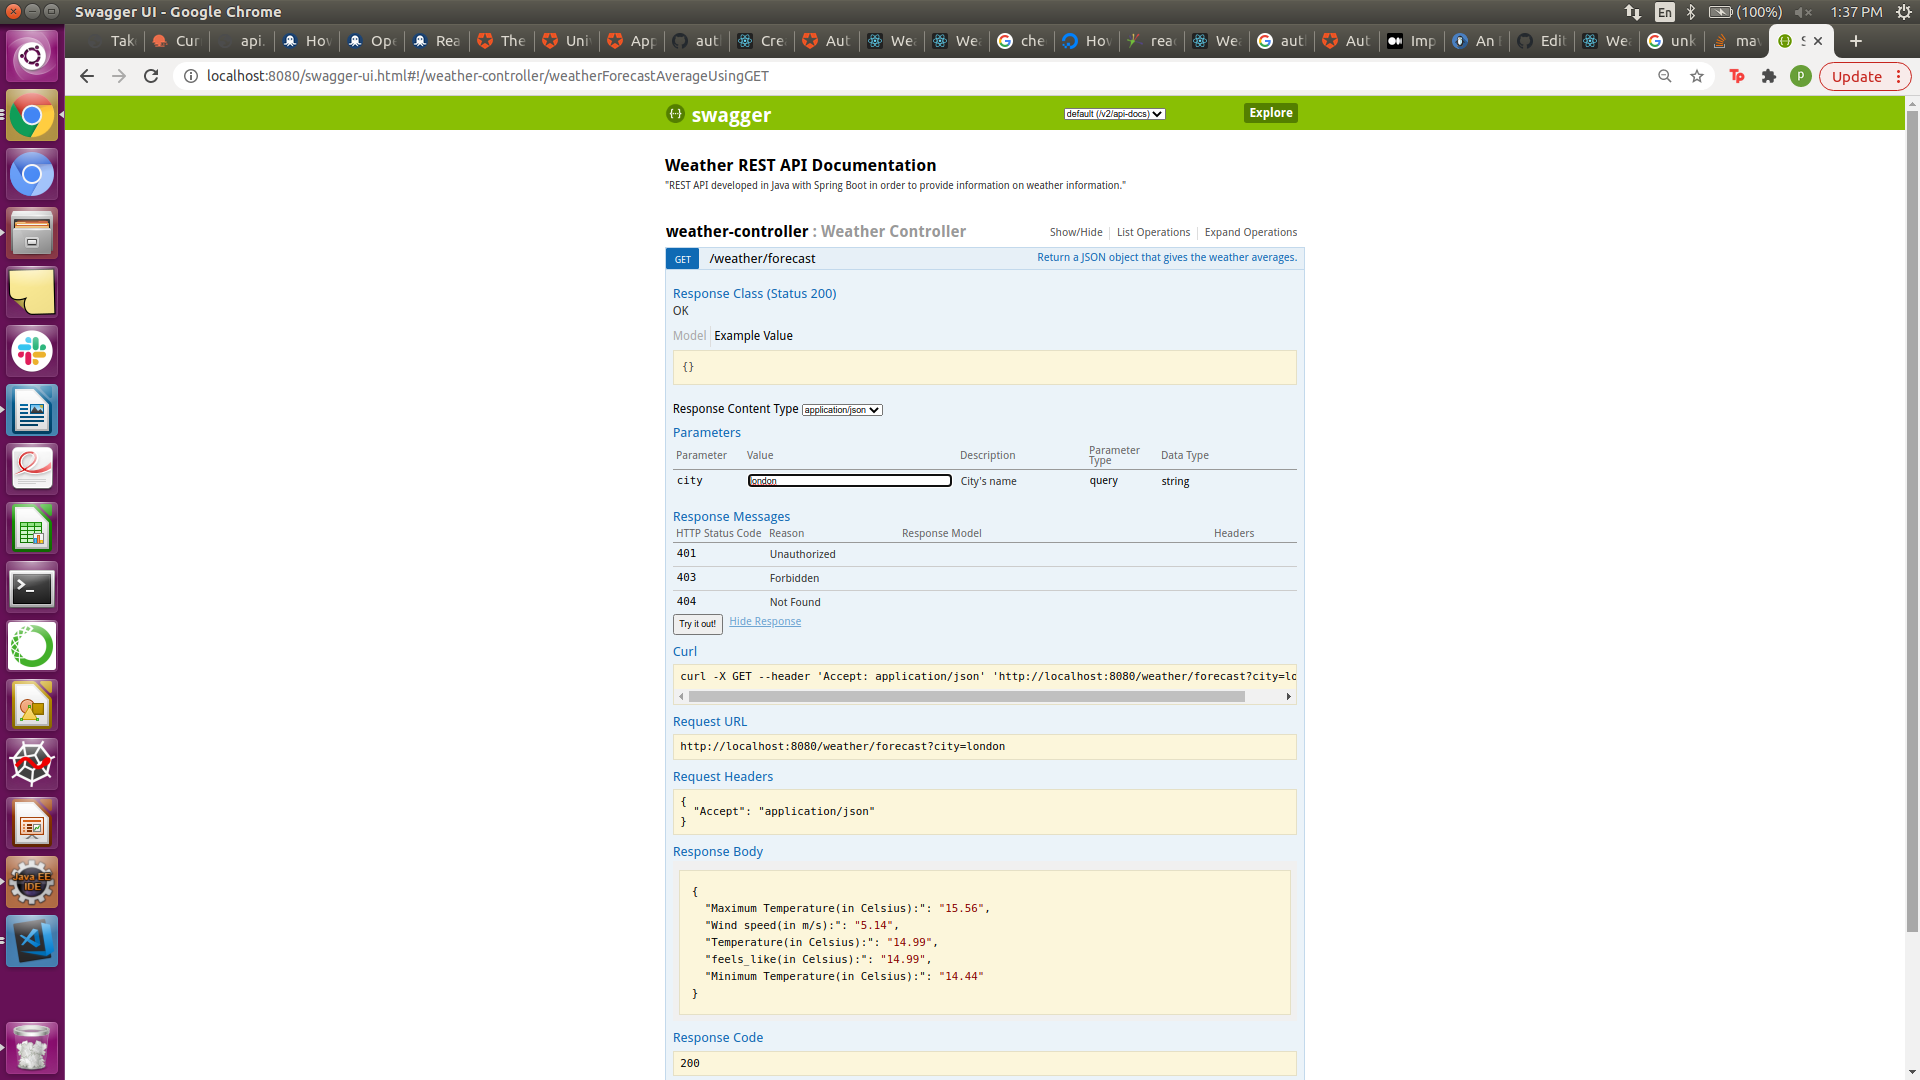 Swagger UI - Google Chrome
En (100%) 1:37 PM
Tak Cur api. Hov Ope Rea The Univ App aut Cre Aut Wea Wea che Hov rea Wea aut Aut Imp An I Edit Wea unk mav S
localhost:8080/swagger-ui.html#!/weather-controller/weatherForecastAverageUsingGET
Tp p Update
{··} swagger default (/v2/api-docs) Explore
Weather REST API Documentation
"REST API developed in Java with Spring Boot in order to provide information on weather information."
weather-controller : Weather Controller Show/Hide List Operations Expand Operations
GET /weather/forecast Return a JSON object that gives the weather averages.
Response Class (Status 200)
OK
Model Example Value
{}
Response Content Type application/json
Parameters
Parameter Value Description Parameter Type Data Type
city london City's name query string
Response Messages
HTTP Status Code Reason Response Model Headers
401 Unauthorized
403 Forbidden
404 Not Found
Try it out! Hide Response
Curl
curl -X GET --header 'Accept: application/json' 'http://localhost:8080/weather/forecast?city=lo
Request URL
http://localhost:8080/weather/forecast?city=london
Request Headers
{
"Accept": "application/json"
}
Response Body
{
"Maximum Temperature(in Celsius):": "15.56",
"Wind speed(in m/s):": "5.14",
"Temperature(in Celsius):": "14.99",
"feels_like(in Celsius):": "14.99",
"Minimum Temperature(in Celsius):": "14.44"
}
Response Code
200
Java EE
IDE